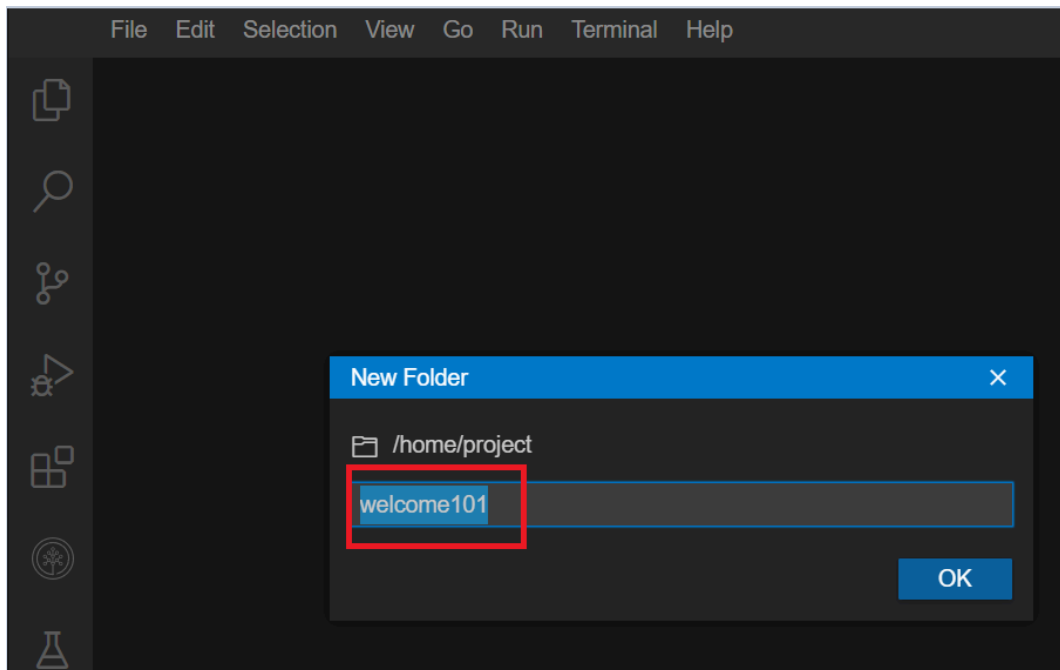 File Edit Selection View Go Run Terminal Help
New Folder
/home/project
welcome101
OK